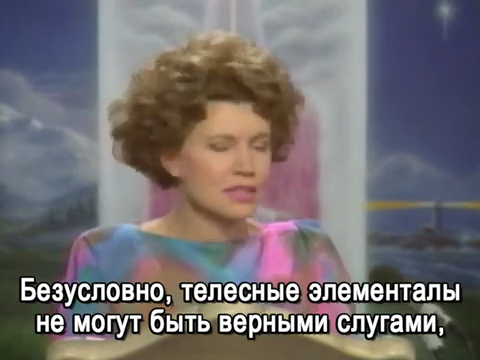 Безусловно, телесные элементалы
не могут быть верными слугами,